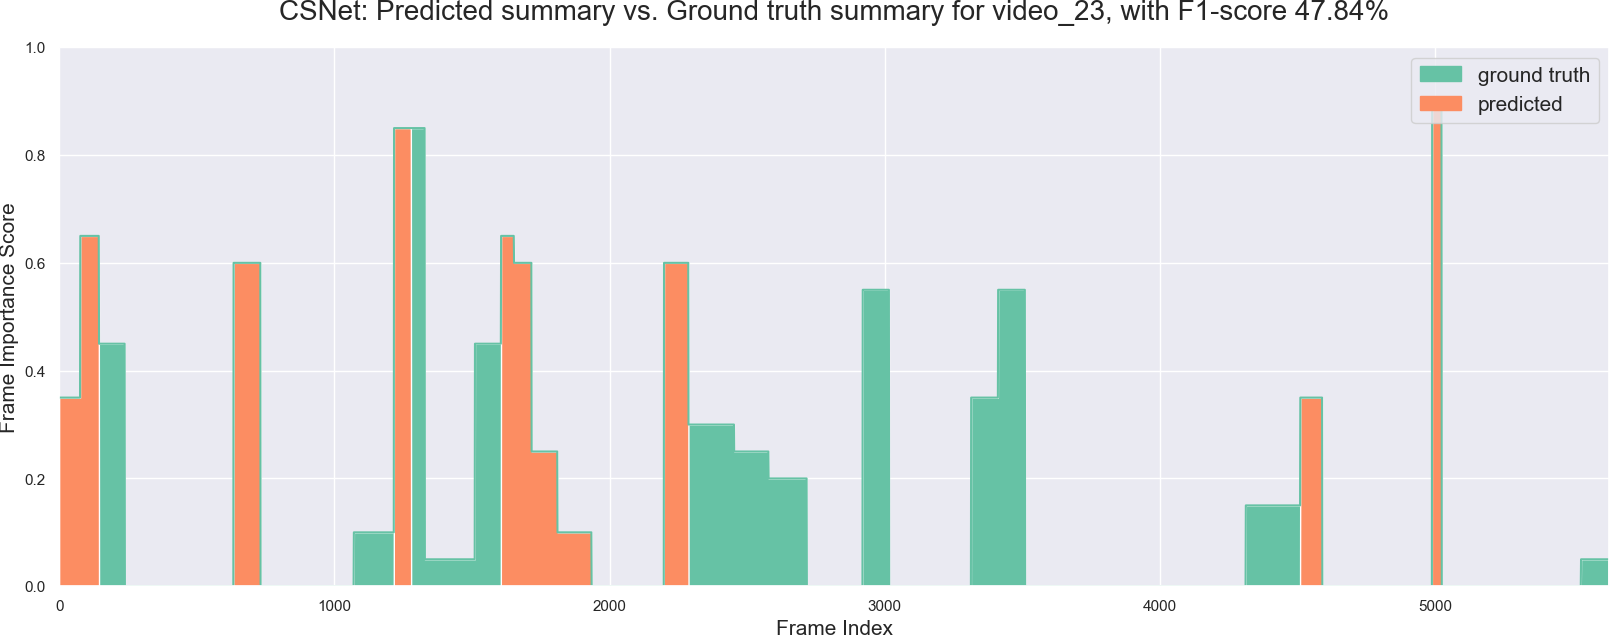 CSNet: Predicted summary vs. Ground truth summary for video_23, with F1-score 47.84%
ground truth
predicted
Frame Importance Score
1.0
0.8
0.6
0.4
0.2
0.0
0 1000 2000 3000 4000 5000
Frame Index